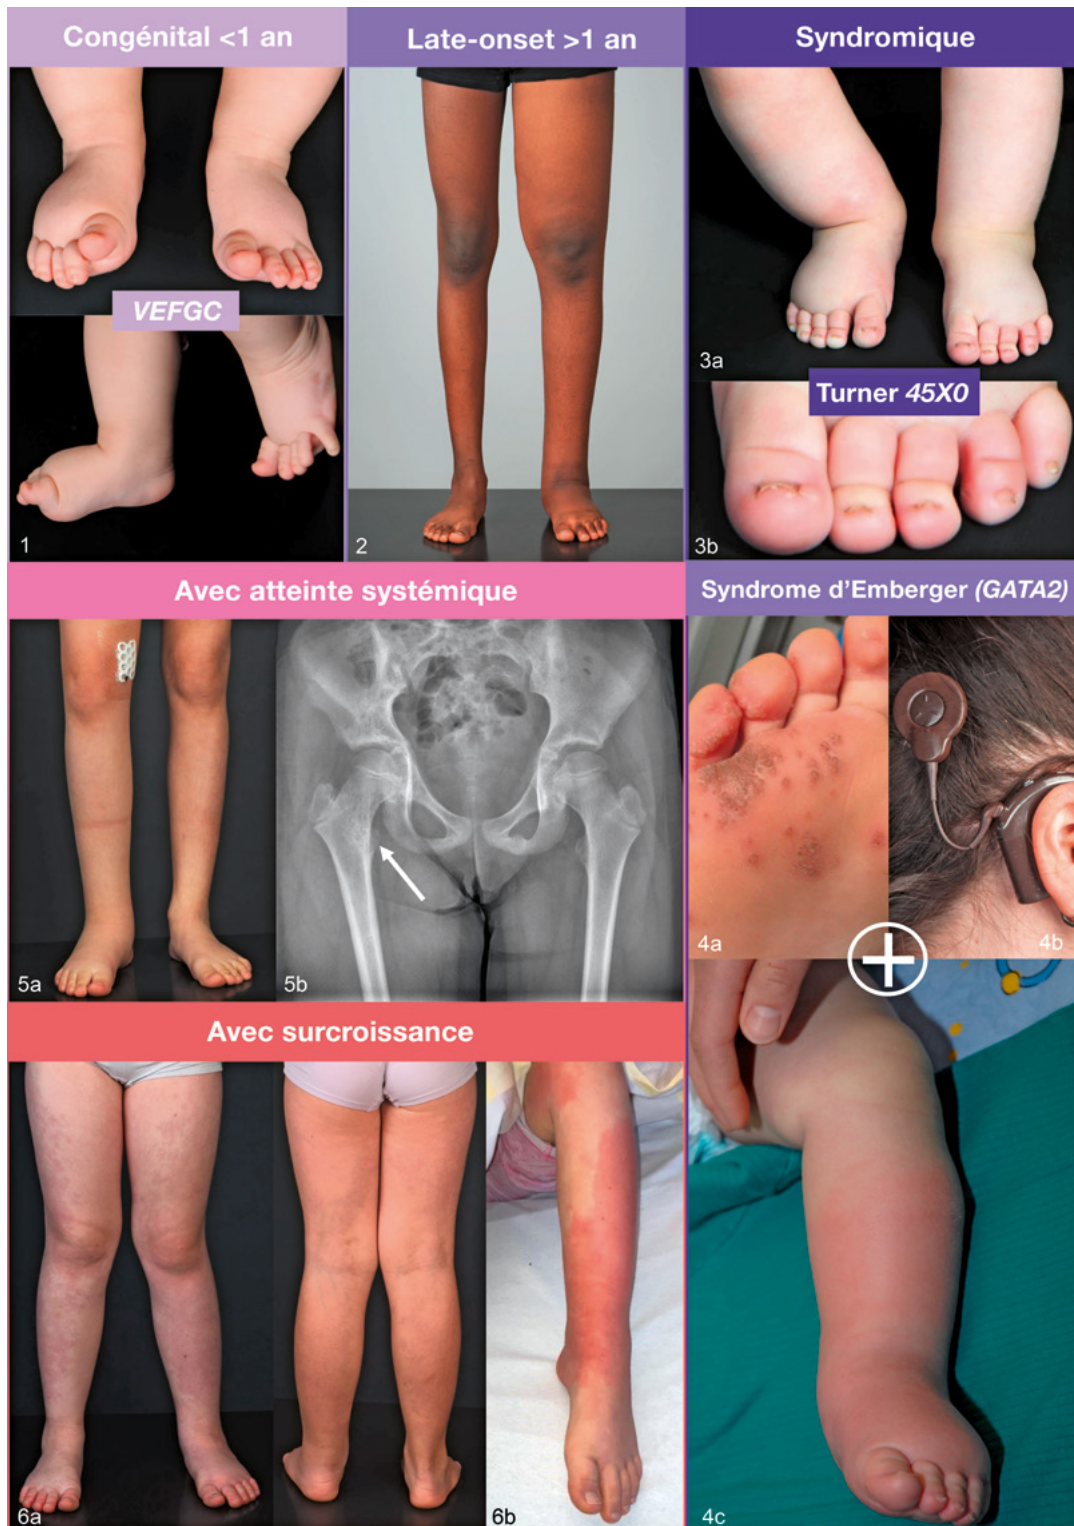 Congénital <1 an
Late-onset >1 an
Syndromique
VEFGC
1
2
3a
Turner 45X0
3b
Avec atteinte systémique
Syndrome d'Emberger (GATA2)
5a
5b
4a
4b
Avec surcroissance
6a
6b
4c